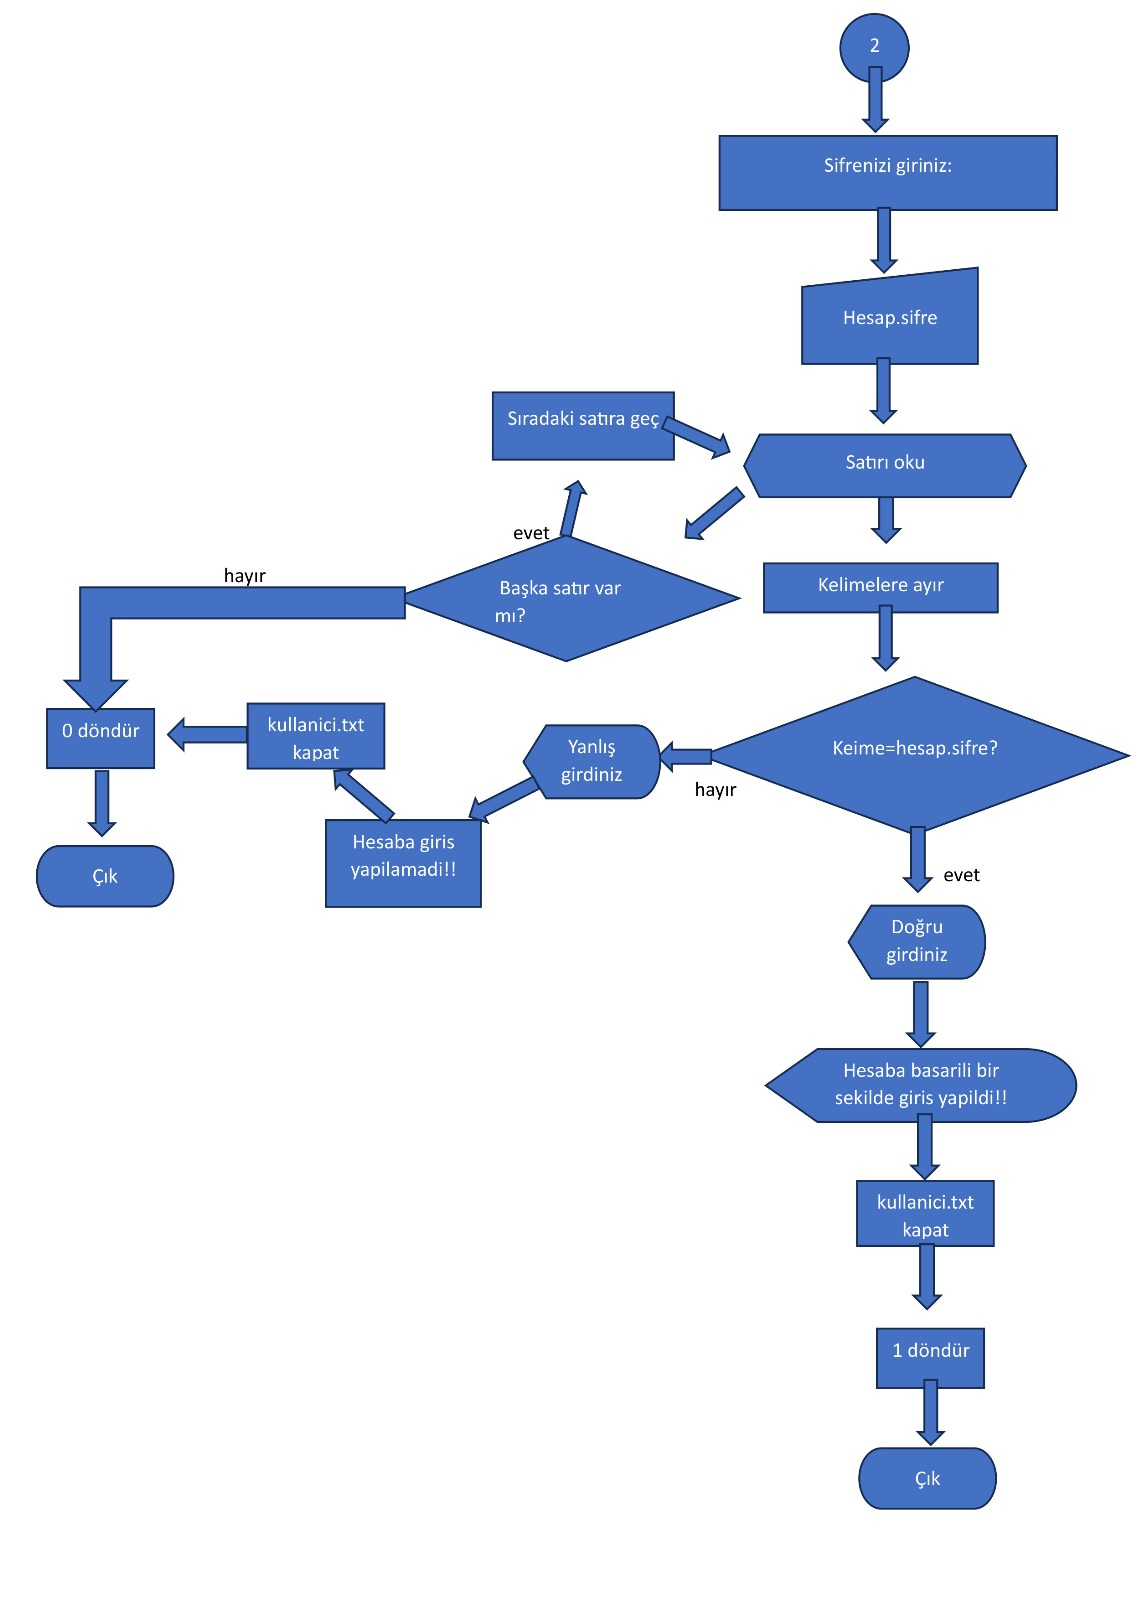 2
Sifrenizi giriniz:
Hesap.sifre
Sıradaki satıra geç
Satırı oku
evet
Başka satır var
mı?
hayır
Kelimelere ayır
0 döndür
kullanici.txt
kapat
Yanlış
girdiniz
Keime=hesap.sifre?
hayır
Hesaba giris
yapilamadi!!
Çık
evet
Doğru
girdiniz
Hesaba basarili bir
sekilde giris yapildi!!
kullanici.txt
kapat
1 döndür
Çık